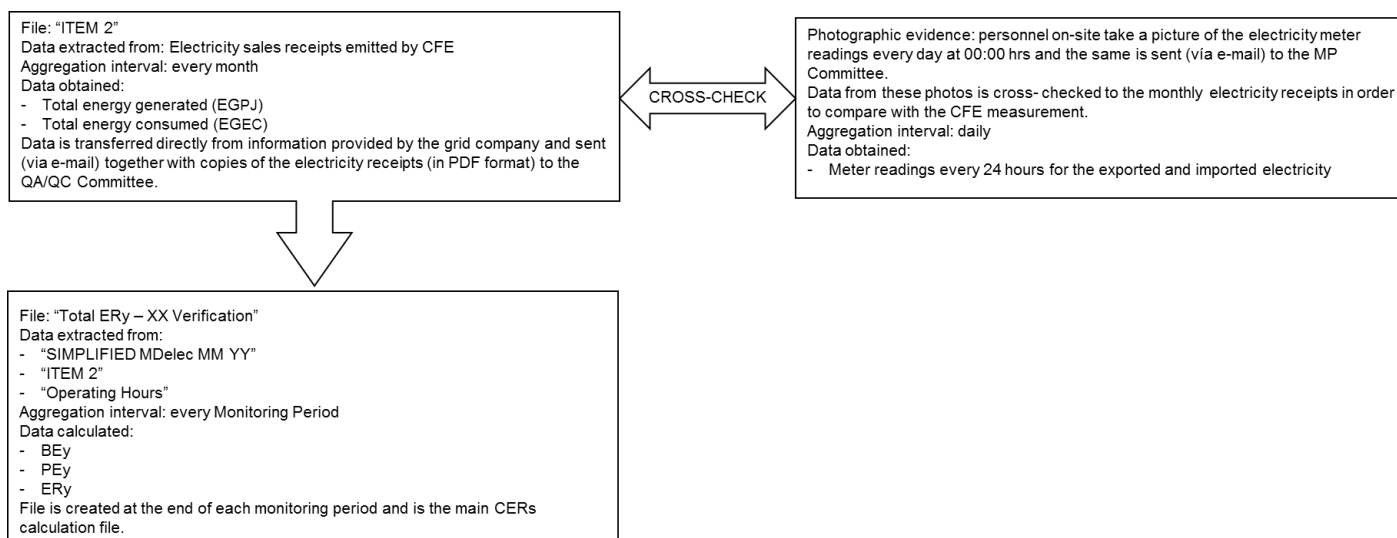 File: “ITEM 2”
Data extracted from: Electricity sales receipts emitted by CFE
Aggregation interval: every month
Data obtained:
- Total energy generated (EGPJ)
- Total energy consumed (EGEC)
Data is transferred directly from information provided by the grid company and sent
(via e-mail) together with copies of the electricity receipts (in PDF format) to the
QA/QC Committee.
CROSS-CHECK
Photographic evidence: personnel on-site take a picture of the electricity meter
readings every day at 00:00 hrs and the same is sent (vía e-mail) to the MP
Committee.
Data from these photos is cross- checked to the monthly electricity receipts in order
to compare with the CFE measurement.
Aggregation interval: daily
Data obtained:
- Meter readings every 24 hours for the exported and imported electricity
File: “Total ERy – XX Verification”
Data extracted from:
- “SIMPLIFIED MDelec MM YY”
- “ITEM 2”
- “Operating Hours”
Aggregation interval: every Monitoring Period
Data calculated:
- BEy
- PEy
- ERy
File is created at the end of each monitoring period and is the main CERs
calculation file.